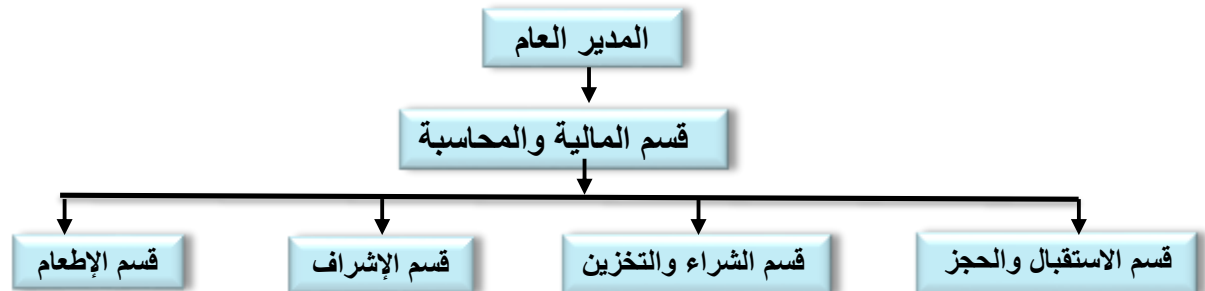 المدير العام
قسم المالية والمحاسبة
قسم الاستقبال والحجز
قسم الشراء والتخزين
قسم الإشراف
قسم الإطعام